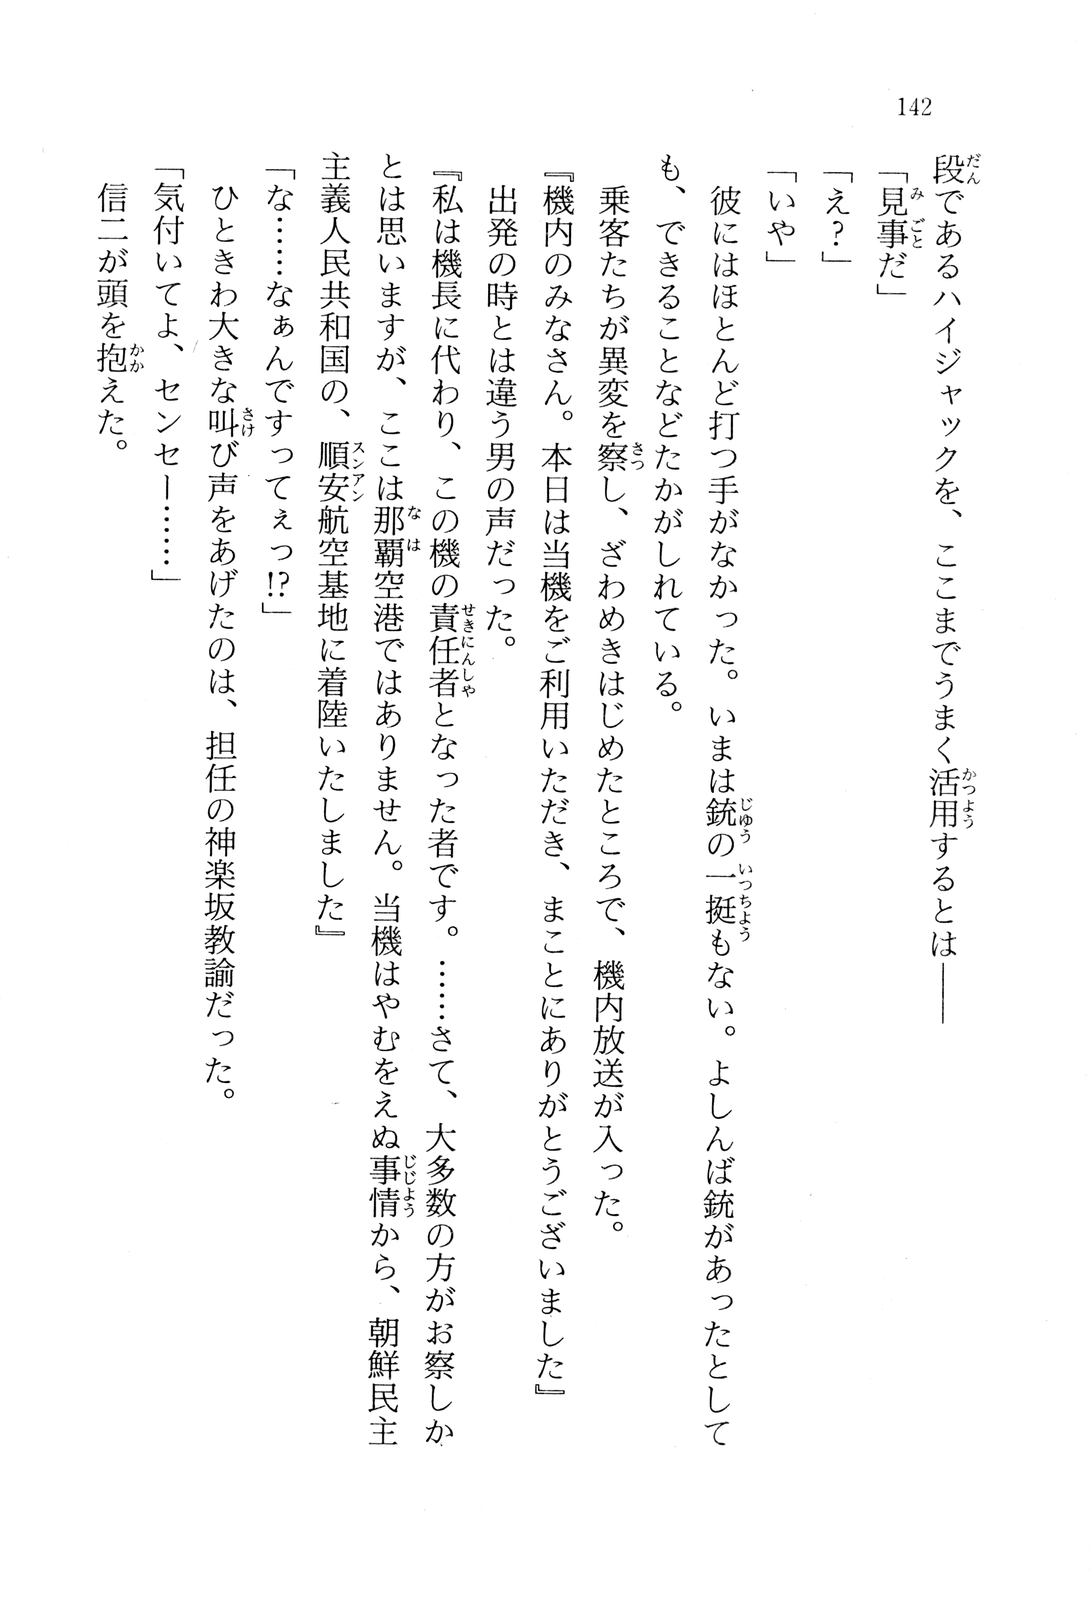 142
段であるハイジャックを、ここまでうまく活用するとは――
「見事だ」
「え？」
「いや」
彼にはほとんど打つ手がなかった。いまは銃の一挺もない。よしんば銃があったとして
も、できることなどたかがしれている。
乗客たちが異変を察し、ざわめきはじめたところで、機内放送が入った。
『機内のみなさん。本日は当機をご利用いただき、まことにありがとうございました』
出発の時とは違う男の声だった。
『私は機長に代わり、この機の責任者となった者です。……さて、大多数の方がお察しか
とは思いますが、ここは那覇空港ではありません。当機はやむをえぬ事情から、朝鮮民主
主義人民共和国の、順安航空基地に着陸いたしました』
「な……なぁんですってぇっ!?」
ひときわ大きな叫び声をあげたのは、担任の神楽坂教諭だった。
「気付いてよ、センセー……」
信二が頭を抱えた。